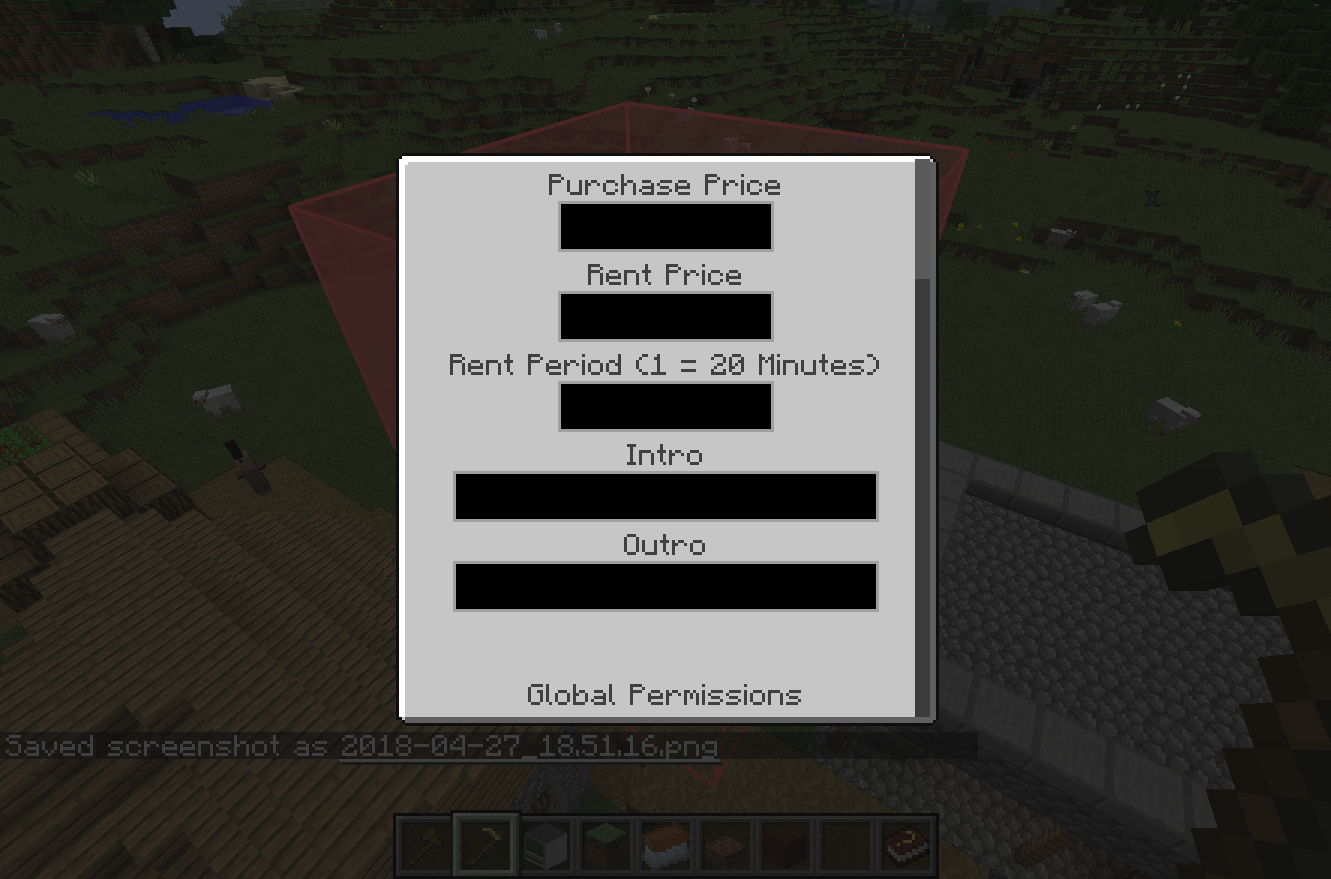 Purchase Price
Rent Price
Rent Period (1 = 20 Minutes)
Intro
Outro
Global Permissions
Saved screenshot as 2018-04-27_18.51.16.png